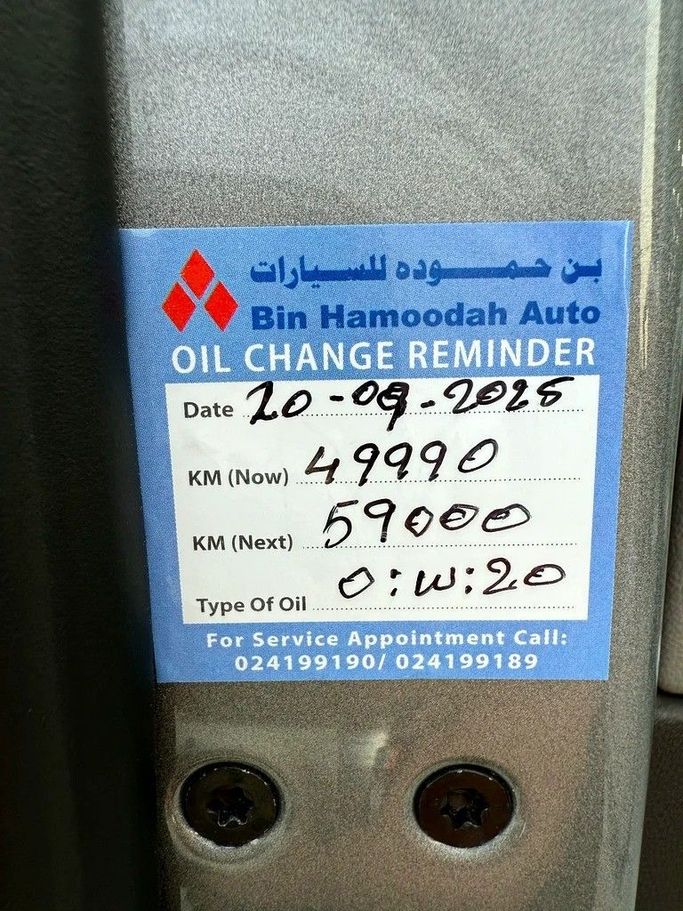 بن حموده للسيارات
Bin Hamoodah Auto
OIL CHANGE REMINDER
Date 20-09-2025
KM (Now) 49990
KM (Next) 59000
Type Of Oil 0:W:20
For Service Appointment Call:
024199190/ 024199189